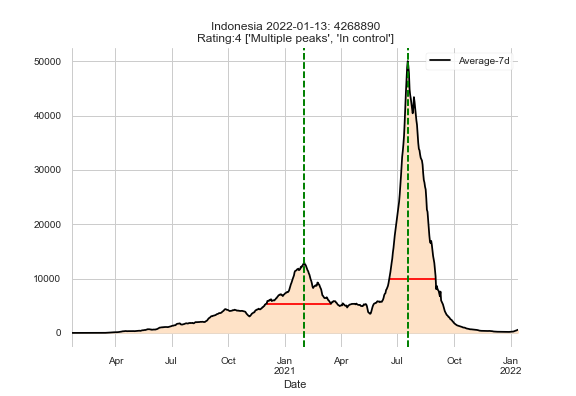 Indonesia 2022-01-13: 4268890
Rating:4 ['Multiple peaks', 'In control']
Average-7d
50000
40000
30000
20000
10000
0
Apr
Jul
Oct
Jan
2021
Apr
Jul
Oct
Jan
2022
Date